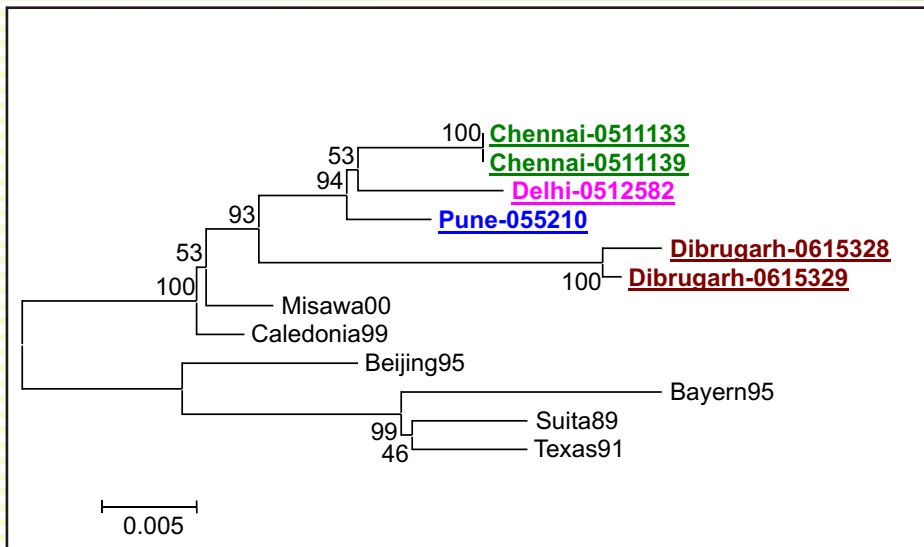 100 Chennai-0511133
53 Chennai-0511139
94 Delhi-0512582
93 Pune-055210
53 Dibrugarh-0615328
100 100 Dibrugarh-0615329
Misawa00
Caledonia99
Beijing95
Bayern95
Suita89
99
46 Texas91
0.005